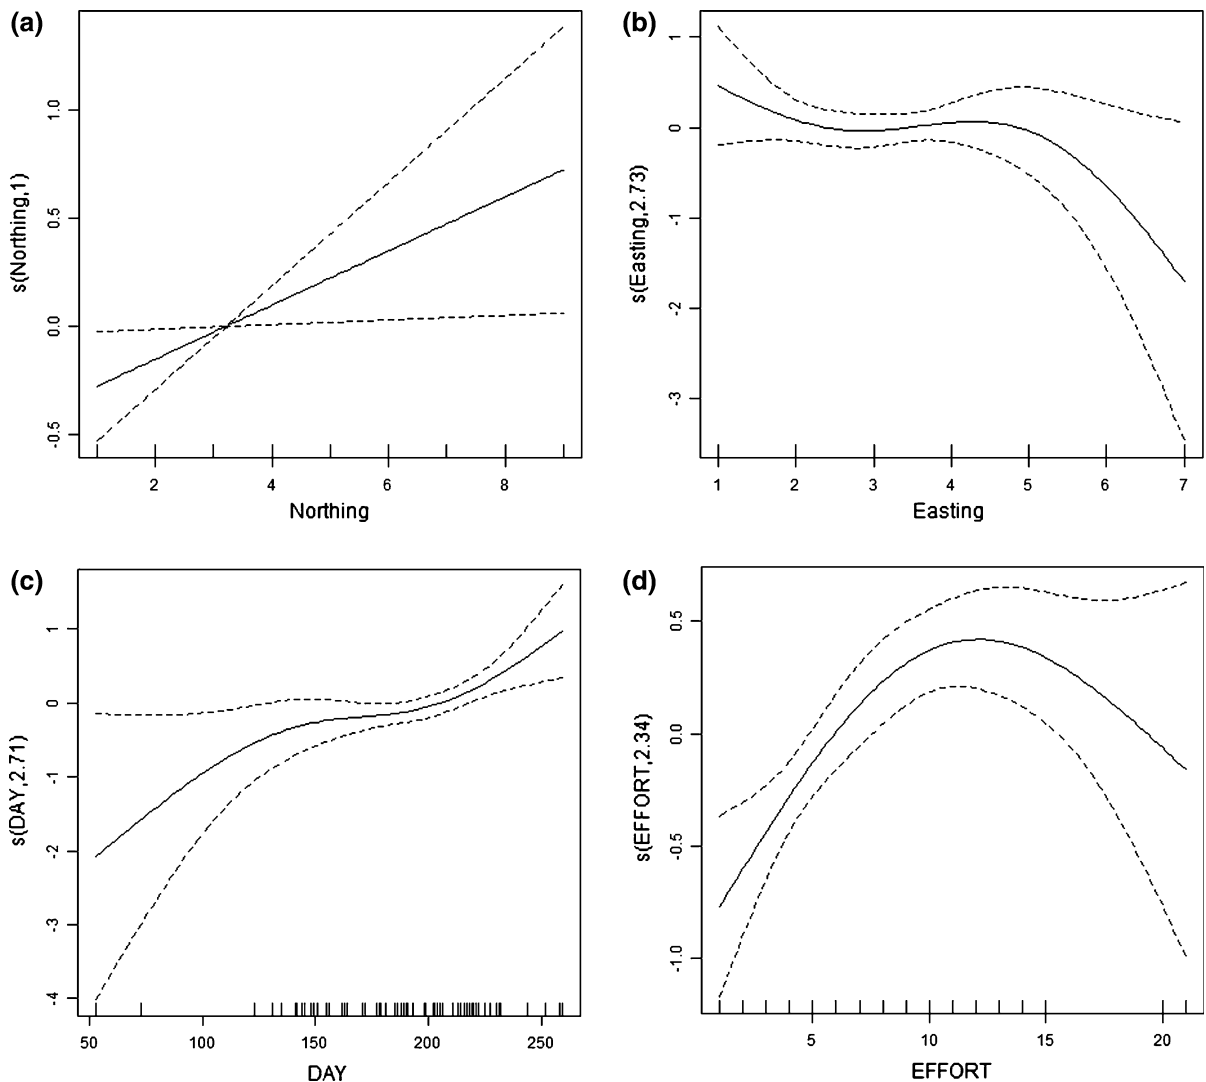 (a)
s(Northing,1)
1.0
0.5
0.0
-0.5
2 4 6 8
Northing
(b)
s(Easting,2.73)
1
0
-1
-2
-3
1 2 3 4 5 6 7
Easting
(c)
s(DAY,2.71)
1
0
-1
-2
-3
-4
50 100 150 200 250
DAY
(d)
s(EFFORT,2.34)
0.5
0.0
-0.5
-1.0
5 10 15 20
EFFORT